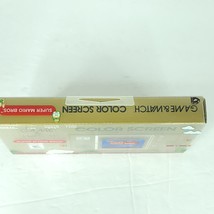 GAME & WATCH COLOR SCREEN
SUPER MARIO BROS.
COLOR SCREEN